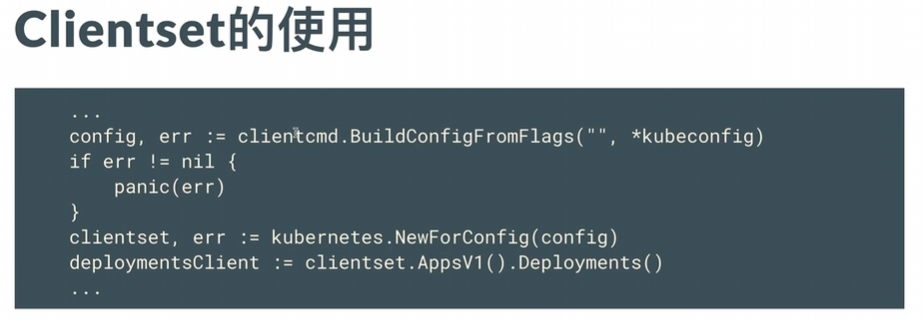 Clientset的使用
...
config, err := clientcmd.BuildConfigFromFlags("", *kubeconfig)
if err != nil {
    panic(err)
}
clientset, err := kubernetes.NewForConfig(config)
deploymentsClient := clientset.AppsV1().Deployments()
...